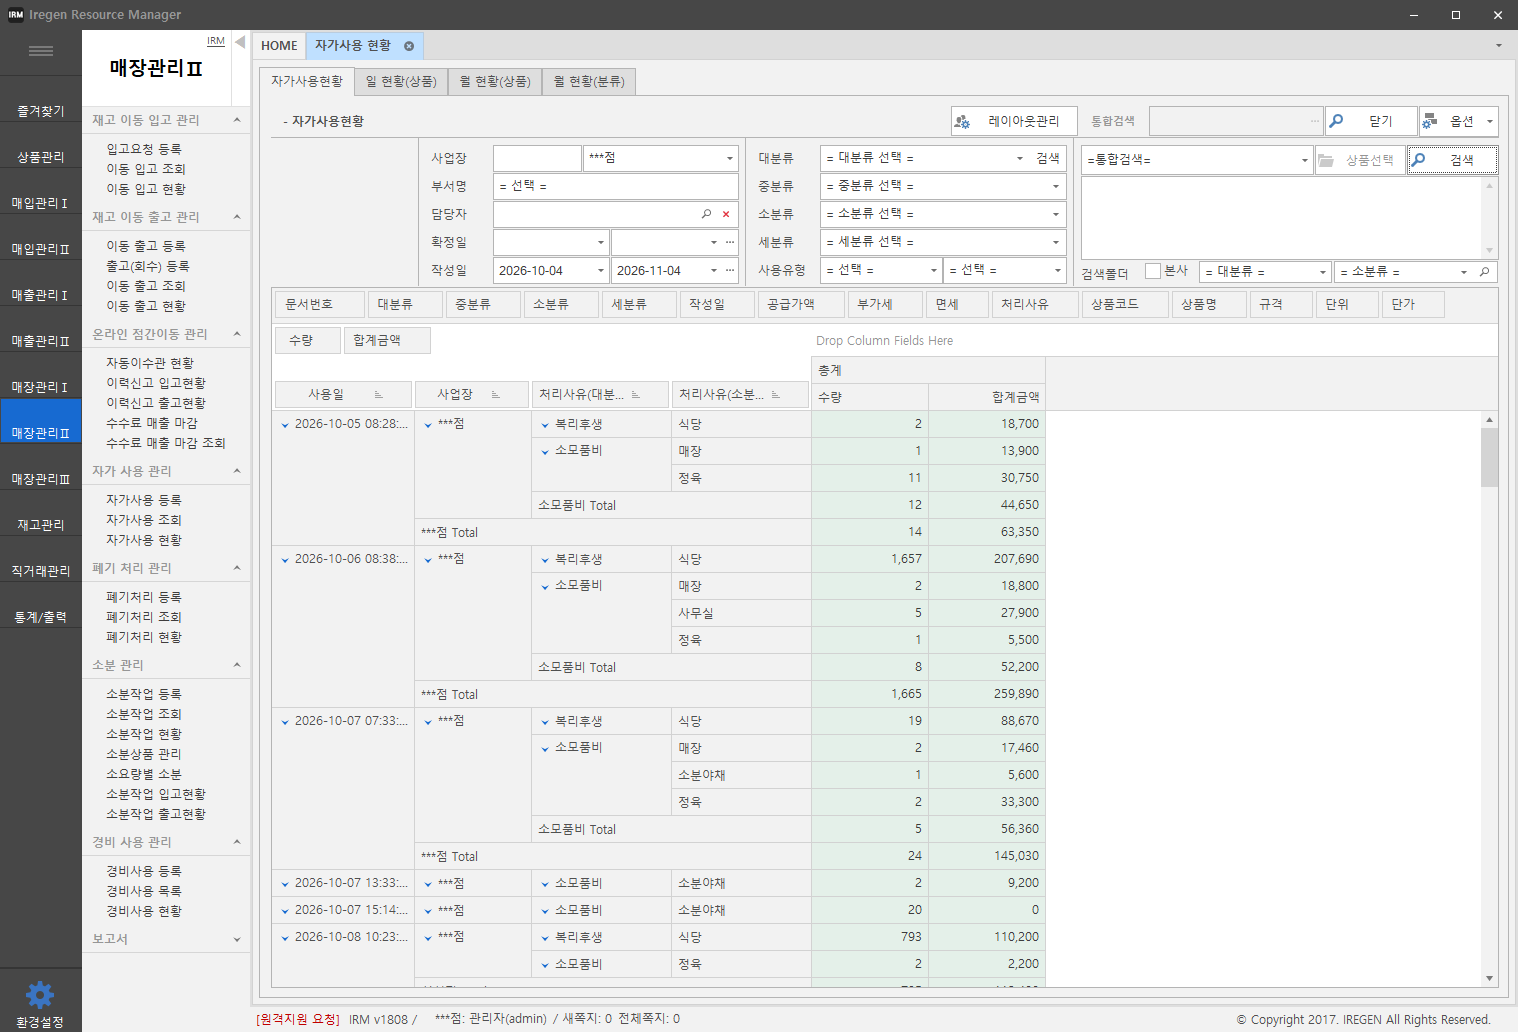 IRM Iregen Resource Manager
즐겨찾기
상품관리
매입관리Ⅰ
매입관리Ⅱ
매출관리Ⅰ
매출관리Ⅱ
매장관리Ⅰ
매장관리Ⅱ
매장관리Ⅲ
재고관리
직거래관리
통계/출력
환경설정
IRM
매장관리Ⅱ
재고 이동 입고 관리
입고요청 등록
이동 입고 조회
이동 입고 현황
재고 이동 출고 관리
이동 출고 등록
출고(회수) 등록
이동 출고 조회
이동 출고 현황
온라인 점간이동 관리
자동이수관 현황
이력신고 입고현황
이력신고 출고현황
수수료 매출 마감
수수료 매출 마감 조회
자가 사용 관리
자가사용 등록
자가사용 조회
자가사용 현황
폐기 처리 관리
폐기처리 등록
폐기처리 조회
폐기처리 현황
소분 관리
소분작업 등록
소분작업 조회
소분작업 현황
소분상품 관리
소요량별 소분
소분작업 입고현황
소분작업 출고현황
경비 사용 관리
경비사용 등록
경비사용 목록
경비사용 현황
보고서
HOME 자가사용 현황
자가사용현황 일 현황(상품) 월 현황(상품) 월 현황(분류)
- 자가사용현황 레이아웃관리 통합검색 닫기 옵션
사업장 ***점 대분류 = 대분류 선택 = 검색 =통합검색= 상품선택 검색
부서명 = 선택 = 중분류 = 중분류 선택 =
담당자 소분류 = 소분류 선택 =
확정일 세분류 = 세분류 선택 =
작성일 2026-10-04 2026-11-04 사용유형 = 선택 = = 선택 = 검색폴더 본사 = 대분류 = = 소분류 =
문서번호 대분류 중분류 소분류 세분류 작성일 공급가액 부가세 면세 처리사유 상품코드 상품명 규격 단위 단가
수량 합계금액 Drop Column Fields Here
총계
사용일 사업장 처리사유(대분... 처리사유(소분... 수량 합계금액
2026-10-05 08:28:... ***점 복리후생 식당 2 18,700
소모품비 매장 1 13,900
정육 11 30,750
소모품비 Total 12 44,650
***점 Total 14 63,350
2026-10-06 08:38:... ***점 복리후생 식당 1,657 207,690
소모품비 매장 2 18,800
사무실 5 27,900
정육 1 5,500
소모품비 Total 8 52,200
***점 Total 1,665 259,890
2026-10-07 07:33:... ***점 복리후생 식당 19 88,670
소모품비 매장 2 17,460
소분야채 1 5,600
정육 2 33,300
소모품비 Total 5 56,360
***점 Total 24 145,030
2026-10-07 13:33:... ***점 소모품비 소분야채 2 9,200
2026-10-07 15:14:... ***점 소모품비 소분야채 20 0
2026-10-08 10:23:... ***점 복리후생 식당 793 110,200
소모품비 정육 2 2,200
[원격지원 요청] IRM v1808 / ***점: 관리자(admin) / 새쪽지: 0 전체쪽지: 0 © Copyright 2017. IREGEN All Rights Reserved.